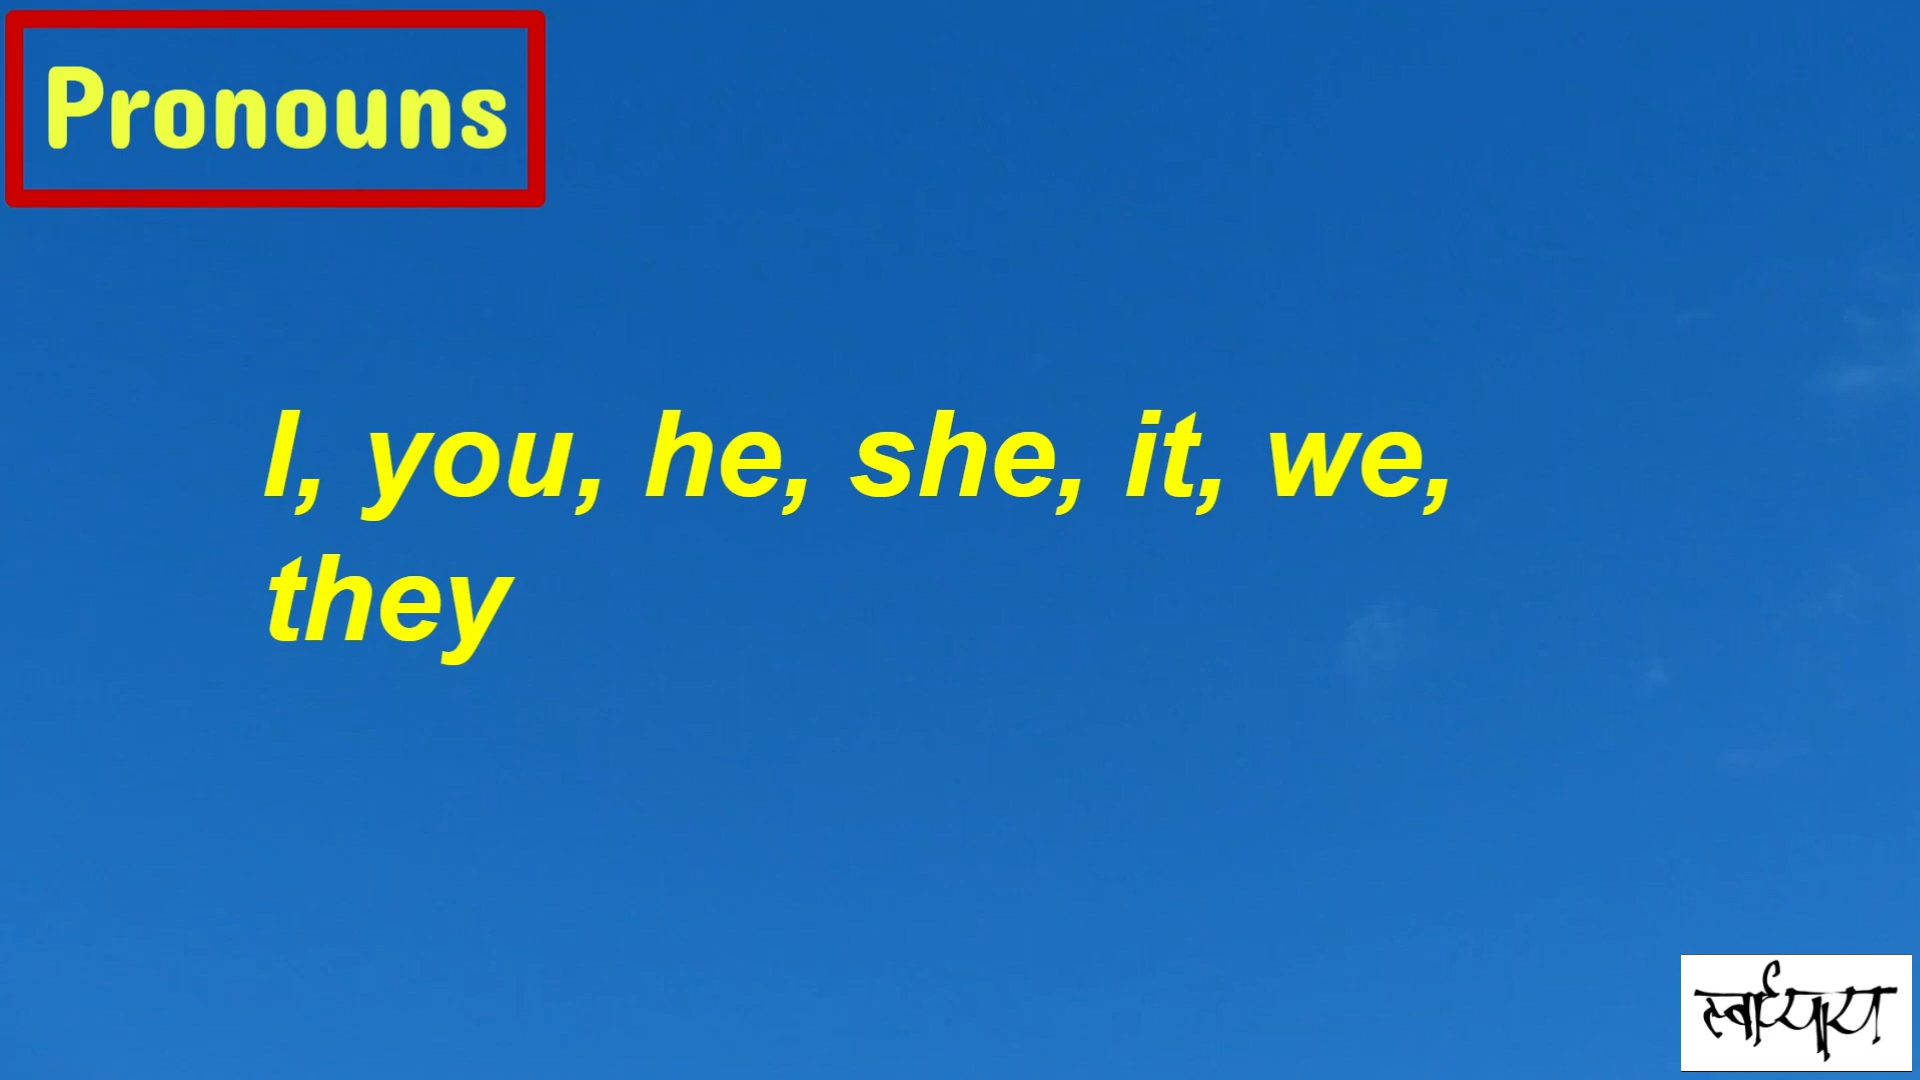 Pronouns
I, you, he, she, it, we,
they
स्वाध्याय